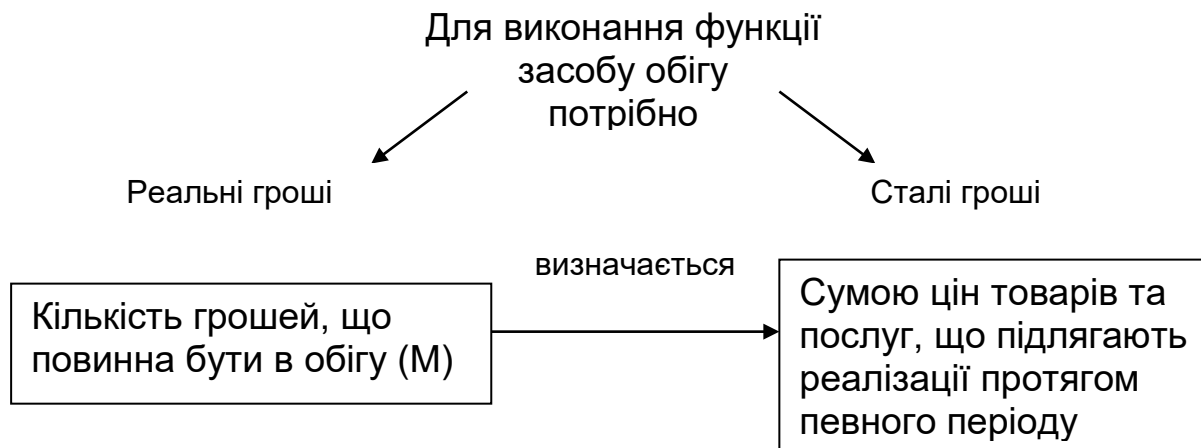 Для виконання функції
засобу обігу
потрібно
Реальні гроші
Сталі гроші
визначається
Кількість грошей, що
повинна бути в обігу (М)
Сумою цін товарів та
послуг, що підлягають
реалізації протягом
певного періоду